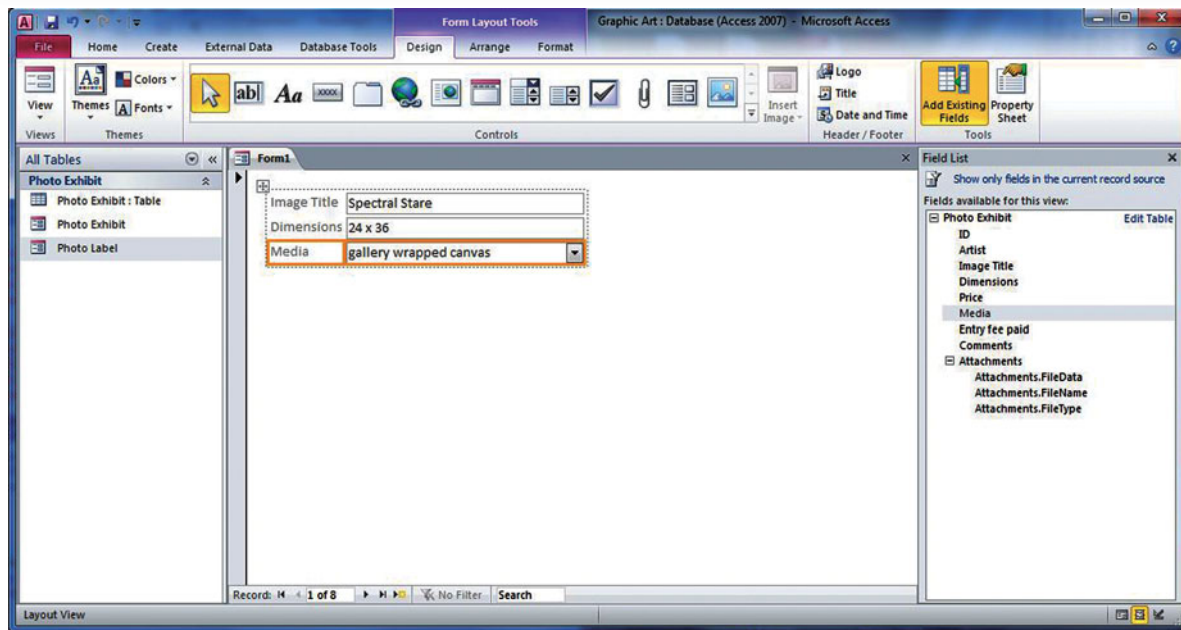 Form Layout Tools
Graphic Art : Database (Access 2007) - Microsoft Access
File Home Create External Data Database Tools Design Arrange Format
View
Views
Aa
Themes
Colors
A Fonts
Themes
ab Aa XXXX
Controls
Insert
Image
Logo
Title
Date and Time
Header / Footer
Add Existing
Fields
Property
Sheet
Tools
All Tables
Photo Exhibit
Photo Exhibit : Table
Photo Exhibit
Photo Label
Form1
Image Title Spectral Stare
Dimensions 24 x 36
Media gallery wrapped canvas
Record: 1 of 8 No Filter Search
Field List
Show only fields in the current record source
Fields available for this view:
Photo Exhibit Edit Table
ID
Artist
Image Title
Dimensions
Price
Media
Entry fee paid
Comments
Attachments
Attachments.FileData
Attachments.FileName
Attachments.FileType
Layout View